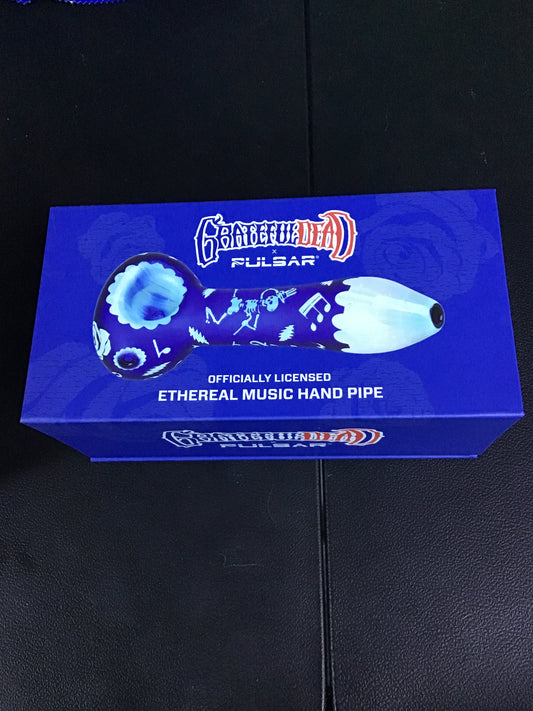 GRATEFUL DEAD
×
PULSAR®
OFFICIALLY LICENSED
ETHEREAL MUSIC HAND PIPE
GRATEFUL DEAD
PULSAR®